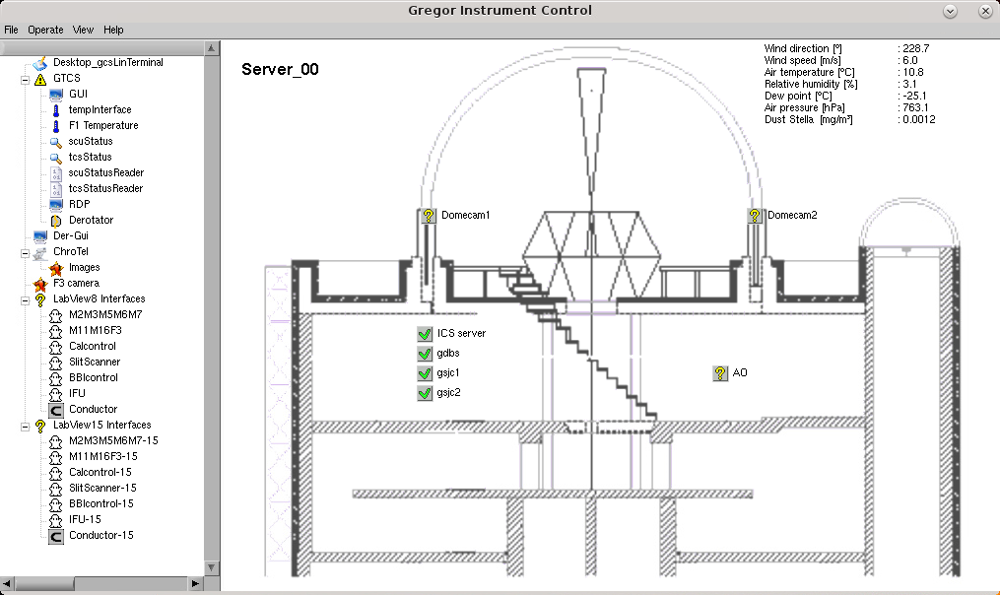 Gregor Instrument Control
File Operate View Help
Desktop_gcsLinTerminal
GTCS
GUI
tempInterface
F1 Temperature
scuStatus
tcsStatus
scuStatusReader
tcsStatusReader
RDP
Derotator
Der-Gui
ChroTel
Images
F3 camera
LabView8 Interfaces
M2M3M5M6M7
M11M16F3
Calcontrol
SlitScanner
BBIcontrol
IFU
Conductor
LabView15 Interfaces
M2M3M5M6M7-15
M11M16F3-15
Calcontrol-15
SlitScanner-15
BBIcontrol-15
IFU-15
Conductor-15
Server_00
Wind direction [º] : 228.7
Wind speed [m/s] : 6.0
Air temperature [ºC] : 10.8
Relative humidity [%] : 3.1
Dew point [ºC] : -25.1
Air pressure [hPa] : 763.1
Dust Stella [mg/m³] : 0.0012
Domecam1
Domecam2
ICS server
gdbs
gsjc1
gsjc2
AO